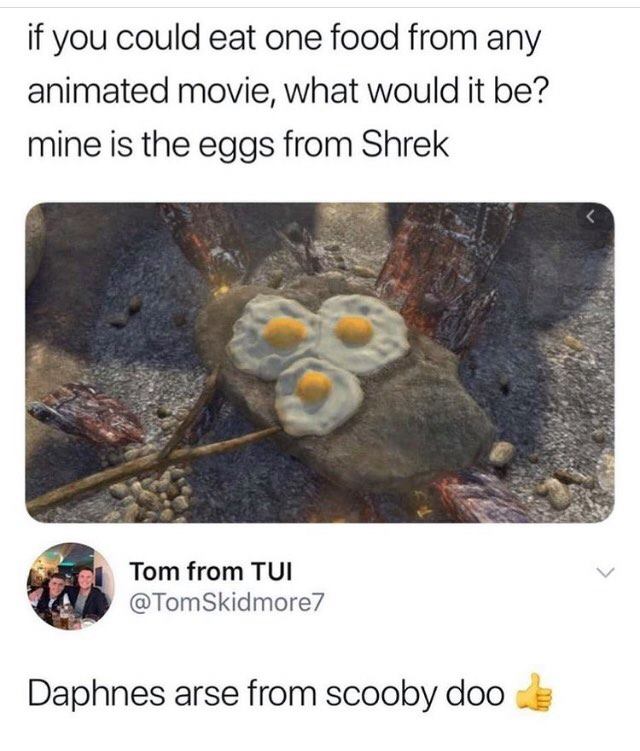 if you could eat one food from any
animated movie, what would it be?
mine is the eggs from Shrek
Tom from TUI
@TomSkidmore7
Daphnes arse from scooby doo 👍